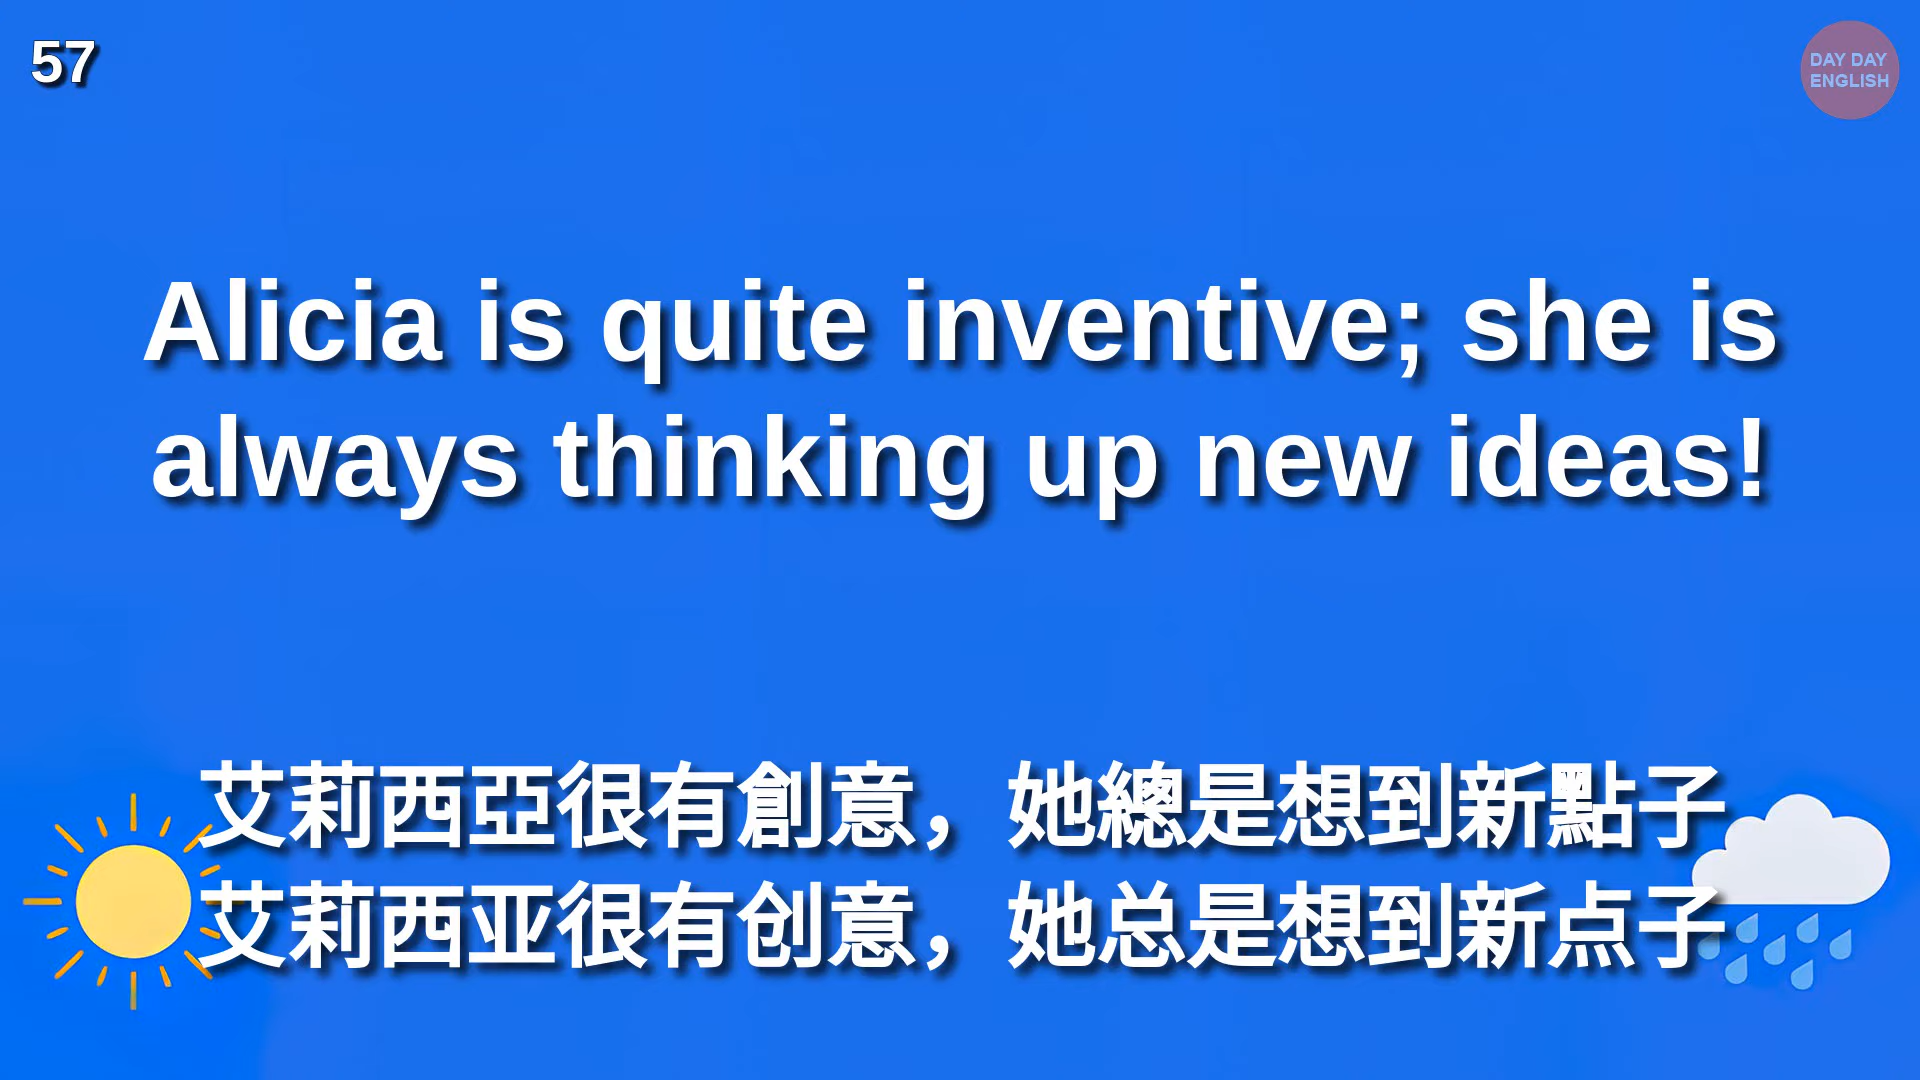 57
DAY DAY
ENGLISH
Alicia is quite inventive; she is
always thinking up new ideas!
艾莉西亞很有創意，她總是想到新點子
艾莉西亚很有创意，她总是想到新点子